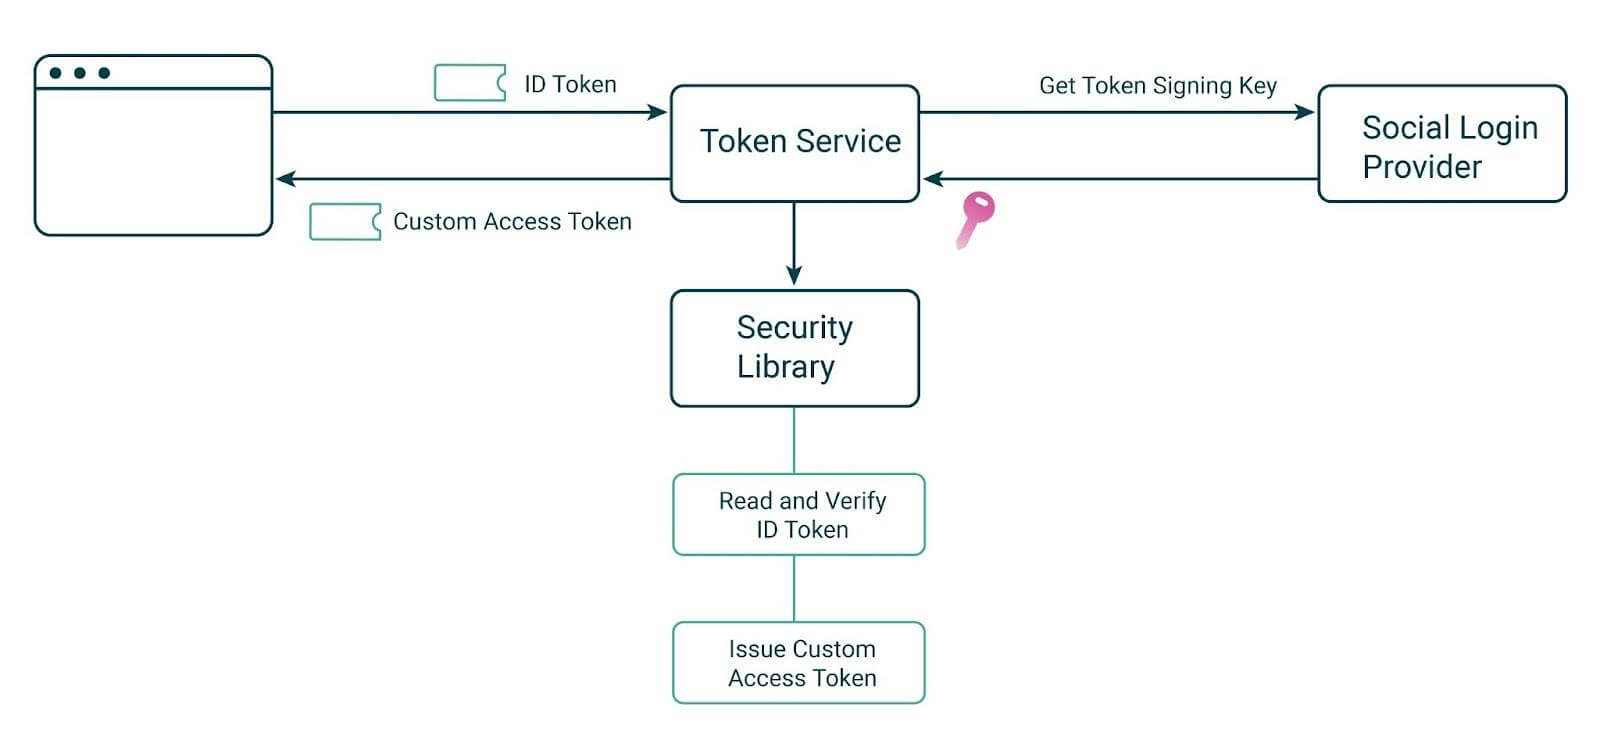 ID Token
Get Token Signing Key
Token Service
Social Login
Provider
Custom Access Token
Security
Library
Read and Verify
ID Token
Issue Custom
Access Token